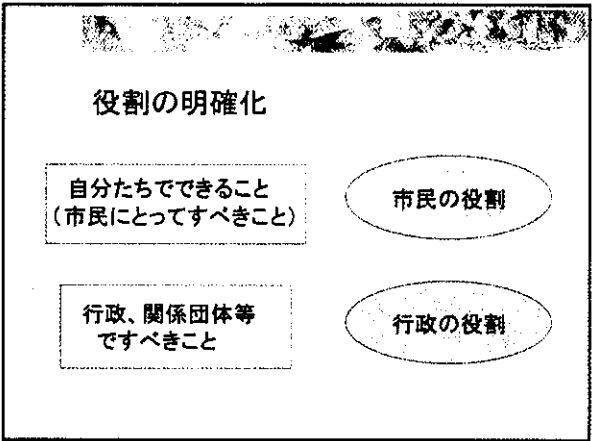 役割の明確化
自分たちでできること
(市民にとってすべきこと)
市民の役割
行政、関係団体等
ですべきこと
行政の役割